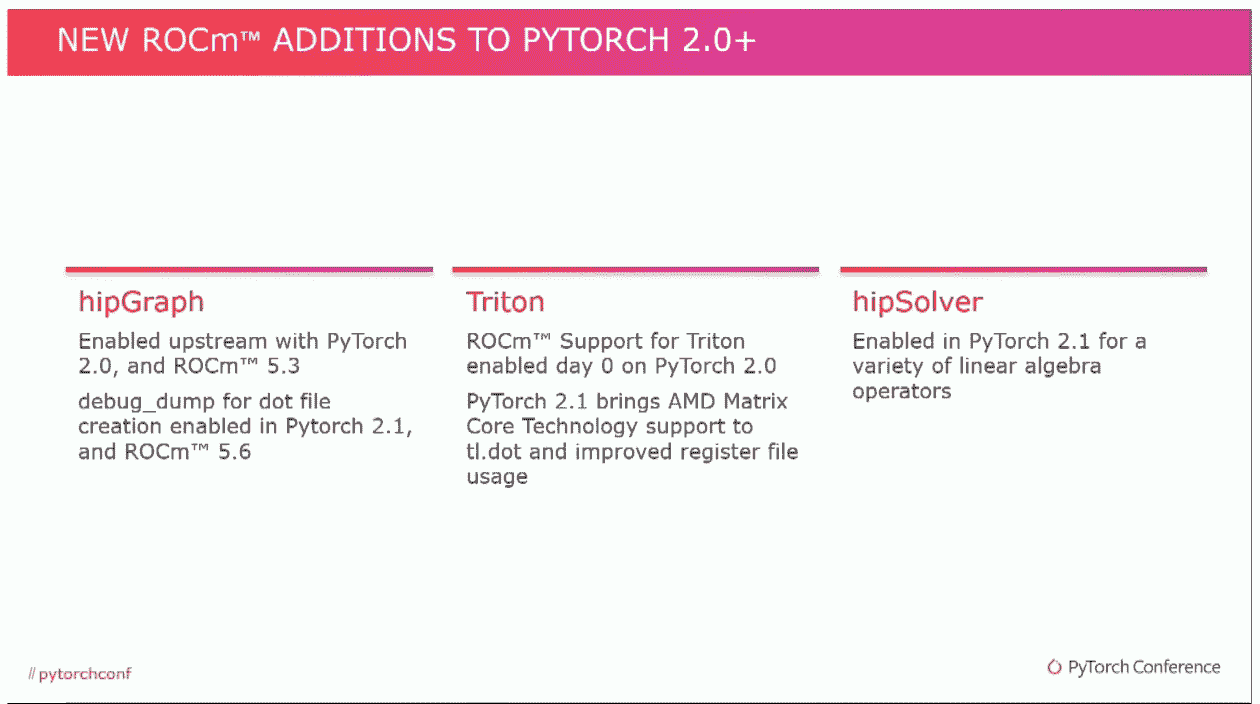 NEW ROCm™ ADDITIONS TO PYTORCH 2.0+
hipGraph
Enabled upstream with PyTorch
2.0, and ROCm™ 5.3
debug_dump for dot file
creation enabled in Pytorch 2.1,
and ROCm™ 5.6
Triton
ROCm™ Support for Triton
enabled day 0 on PyTorch 2.0
PyTorch 2.1 brings AMD Matrix
Core Technology support to
tl.dot and improved register file
usage
hipSolver
Enabled in PyTorch 2.1 for a
variety of linear algebra
operators
// pytorchconf
PyTorch Conference